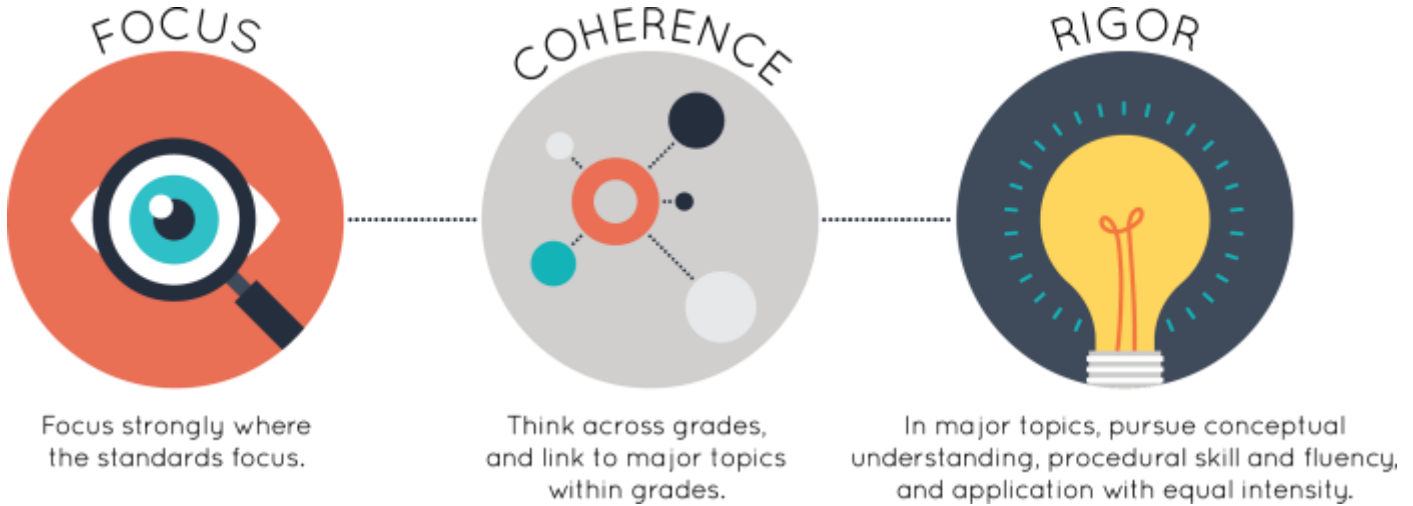 FOCUS
Focus strongly where
the standards focus.
COHERENCE
Think across grades,
and link to major topics
within grades.
RIGOR
In major topics, pursue conceptual
understanding, procedural skill and fluency,
and application with equal intensity.